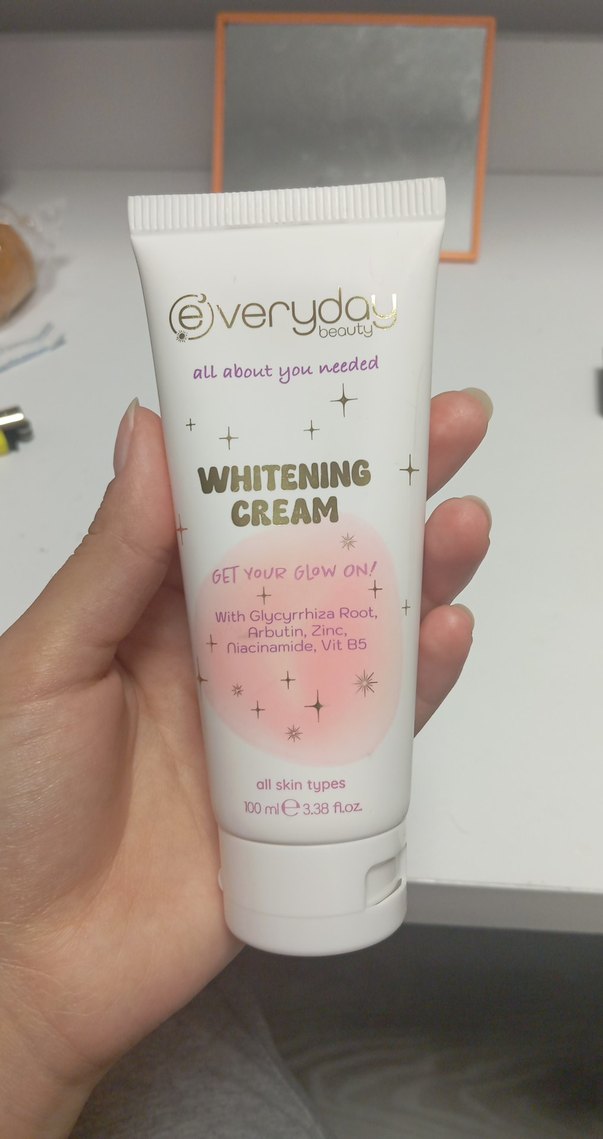 everyday
beauty
all about you needed
WHITENING
CREAM
GET YOUR GLOW ON!
With Glycyrrhiza Root,
Arbutin, Zinc,
Niacinamide, Vit B5
all skin types
100 ml ℮ 3.38 fl.oz.